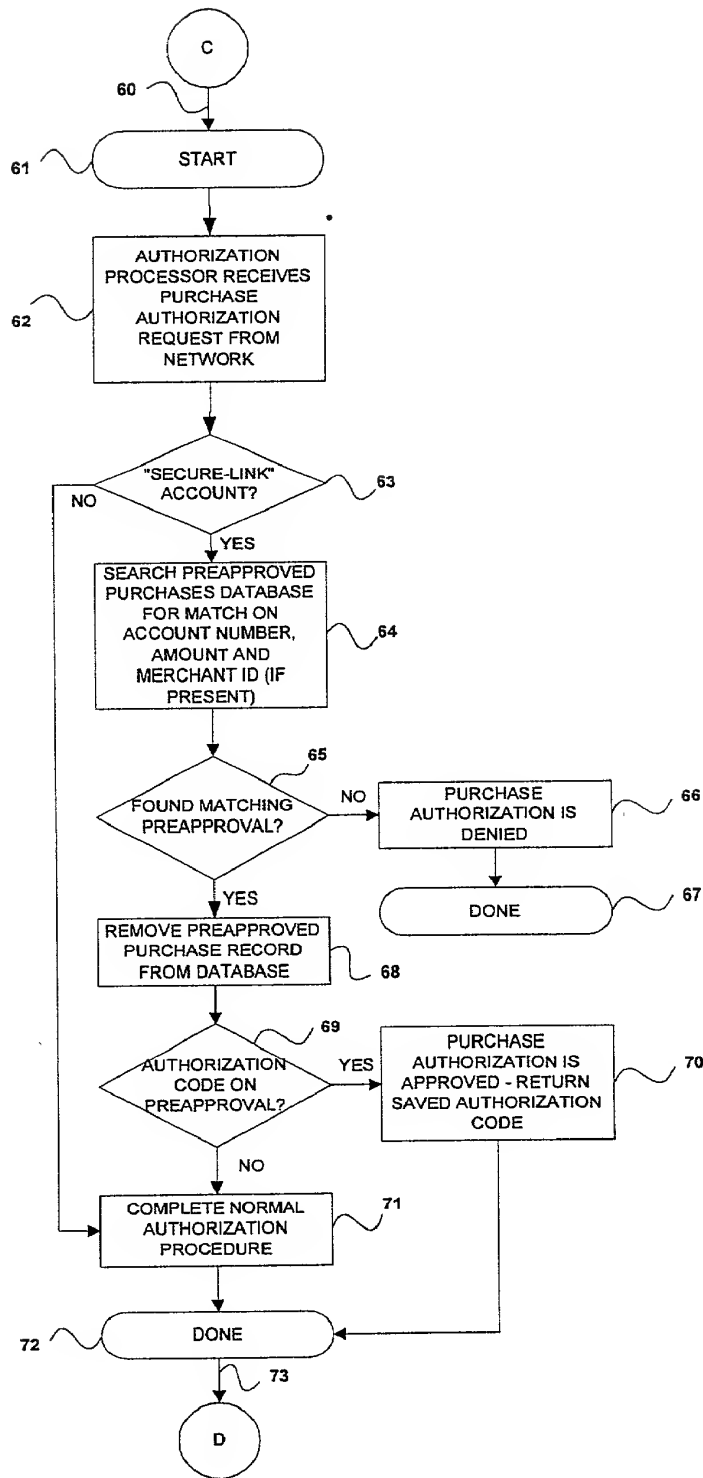 C
60
START
61
AUTHORIZATION
PROCESSOR RECEIVES
PURCHASE
AUTHORIZATION
REQUEST FROM
NETWORK
62
"SECURE-LINK"
ACCOUNT?
63
NO
YES
SEARCH PREAPPROVED
PURCHASES DATABASE
FOR MATCH ON
ACCOUNT NUMBER,
AMOUNT AND
MERCHANT ID (IF
PRESENT)
64
65
FOUND MATCHING
PREAPPROVAL?
NO
PURCHASE
AUTHORIZATION IS
DENIED
66
YES
DONE
67
REMOVE PREAPPROVED
PURCHASE RECORD
FROM DATABASE
68
69
AUTHORIZATION
CODE ON
PREAPPROVAL?
YES
PURCHASE
AUTHORIZATION IS
APPROVED - RETURN
SAVED AUTHORIZATION
CODE
70
NO
COMPLETE NORMAL
AUTHORIZATION
PROCEDURE
71
DONE
72
73
D